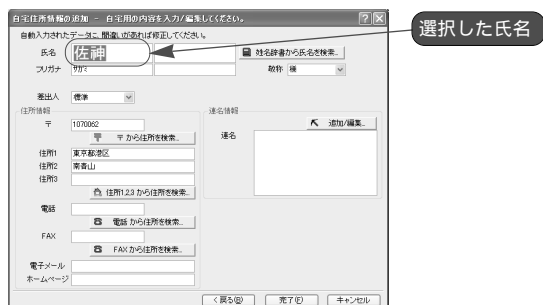 自宅住所情報の追加 - 自宅用の内容を入力/編集してください。
選択した氏名
自動入力されたデータに、間違いがあれば修正してください。
氏名 佐神 姓名辞書から氏名を検索...
フリガナ サガミ 敬称 様
差出人 標準
住所情報 連名情報
〒 1070062 追加/編集...
〒 から住所を検索... 連名
住所1 東京都港区
住所2 南青山
住所3
住所1,2,3 から住所を検索...
電話
電話 から住所を検索...
FAX
FAX から住所を検索...
電子メール
ホームページ
< 戻る(B) 完了(F) キャンセル